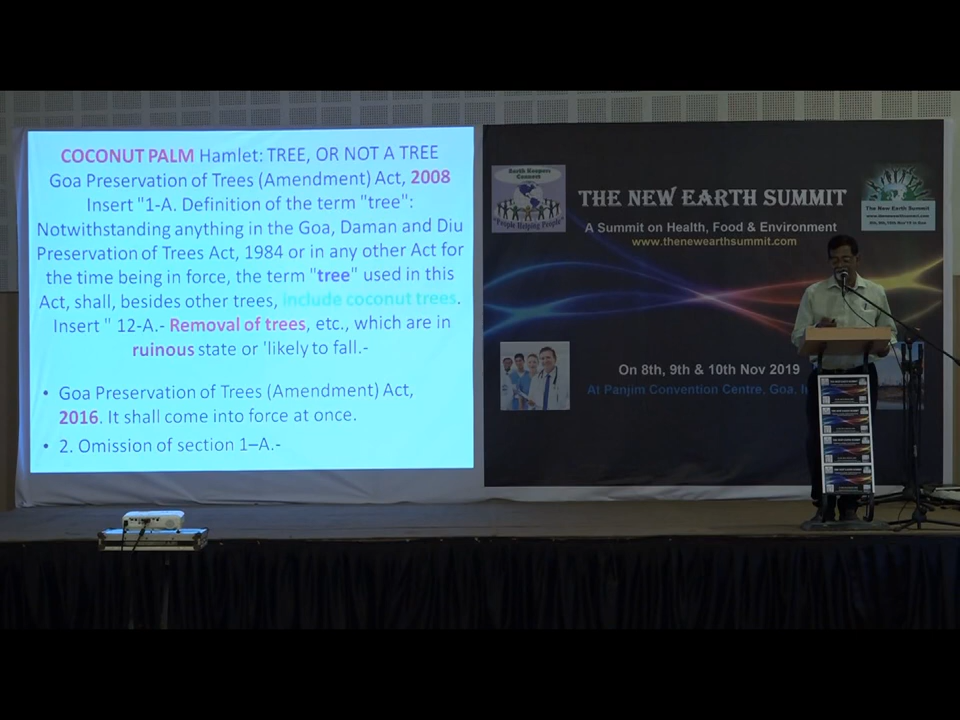 COCONUT PALM Hamlet: TREE, OR NOT A TREE
Goa Preservation of Trees (Amendment) Act, 2008
Insert "1-A. Definition of the term "tree":
Notwithstanding anything in the Goa, Daman and Diu
Preservation of Trees Act, 1984 or in any other Act for
the time being in force, the term "tree" used in this
Act, shall, besides other trees, include coconut trees.
Insert " 12-A.- Removal of trees, etc., which are in
ruinous state or 'likely to fall.-
• Goa Preservation of Trees (Amendment) Act,
2016. It shall come into force at once.
• 2. Omission of section 1–A.-
Earth Keepers
Connect
"People Helping People"
THE NEW EARTH SUMMIT
A Summit on Health, Food & Environment
www.thenewearthsummit.com
The New Earth Summit
www.thenewearthsummit.com
On 8th, 9th & 10th Nov 2019
At Panjim Convention Centre, Goa,